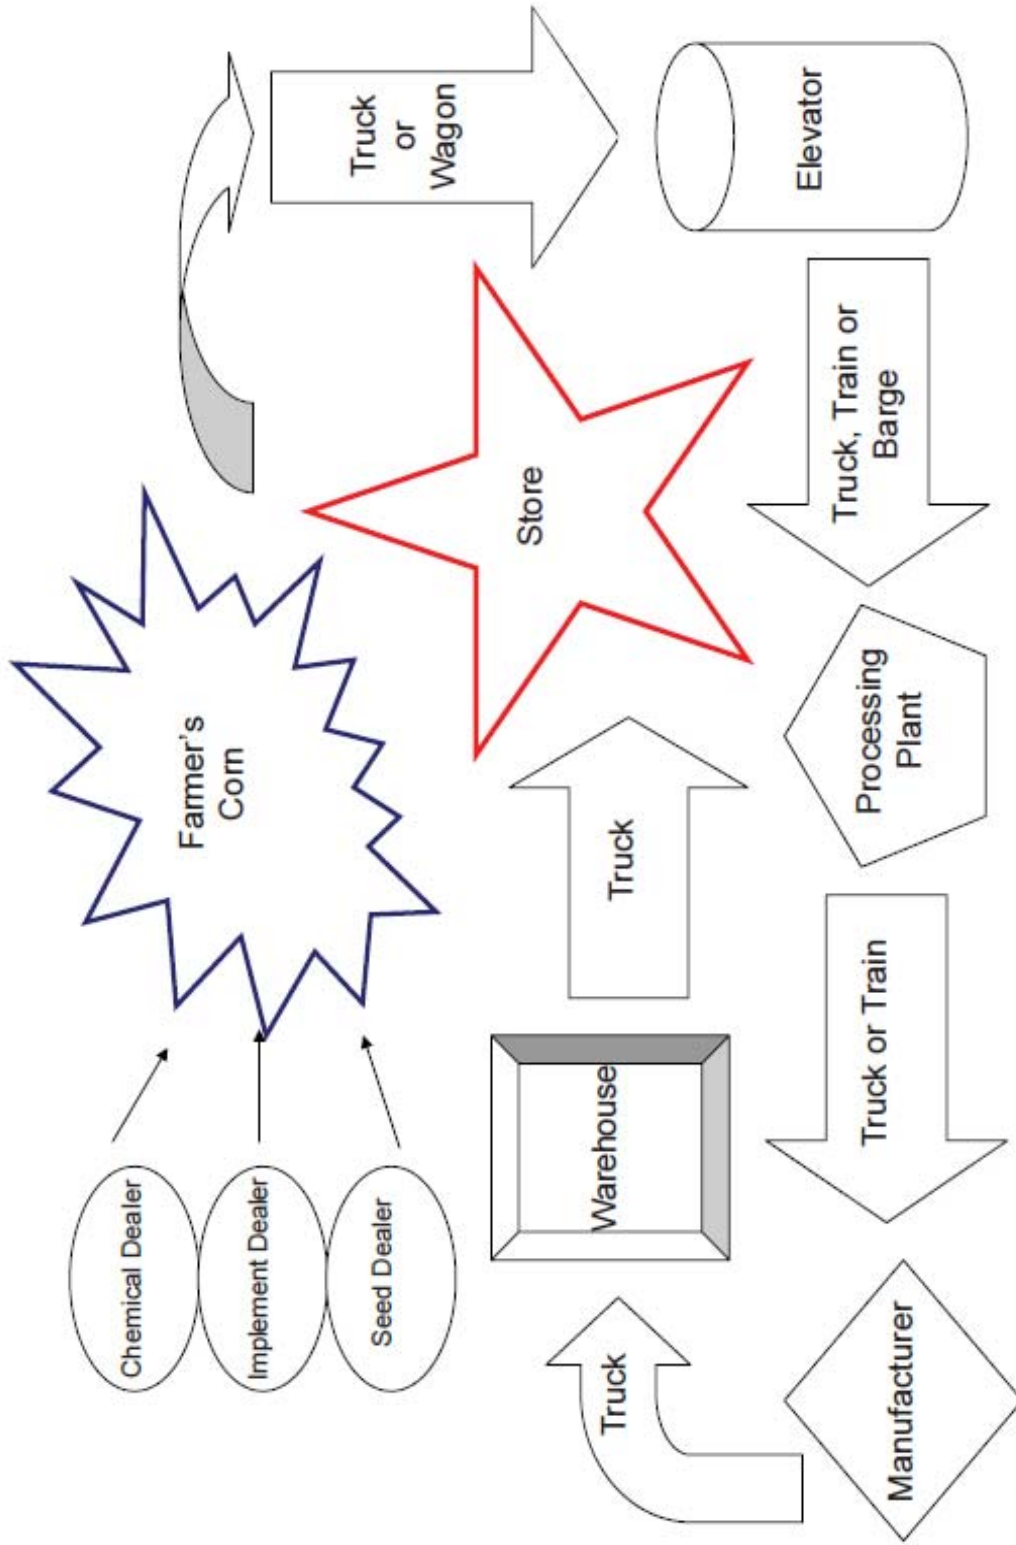 Chemical Dealer
Implement Dealer
Seed Dealer
Farmer's
Corn
Truck
or
Wagon
Elevator
Truck, Train or
Barge
Processing
Plant
Truck or Train
Manufacturer
Truck
Warehouse
Truck
Store